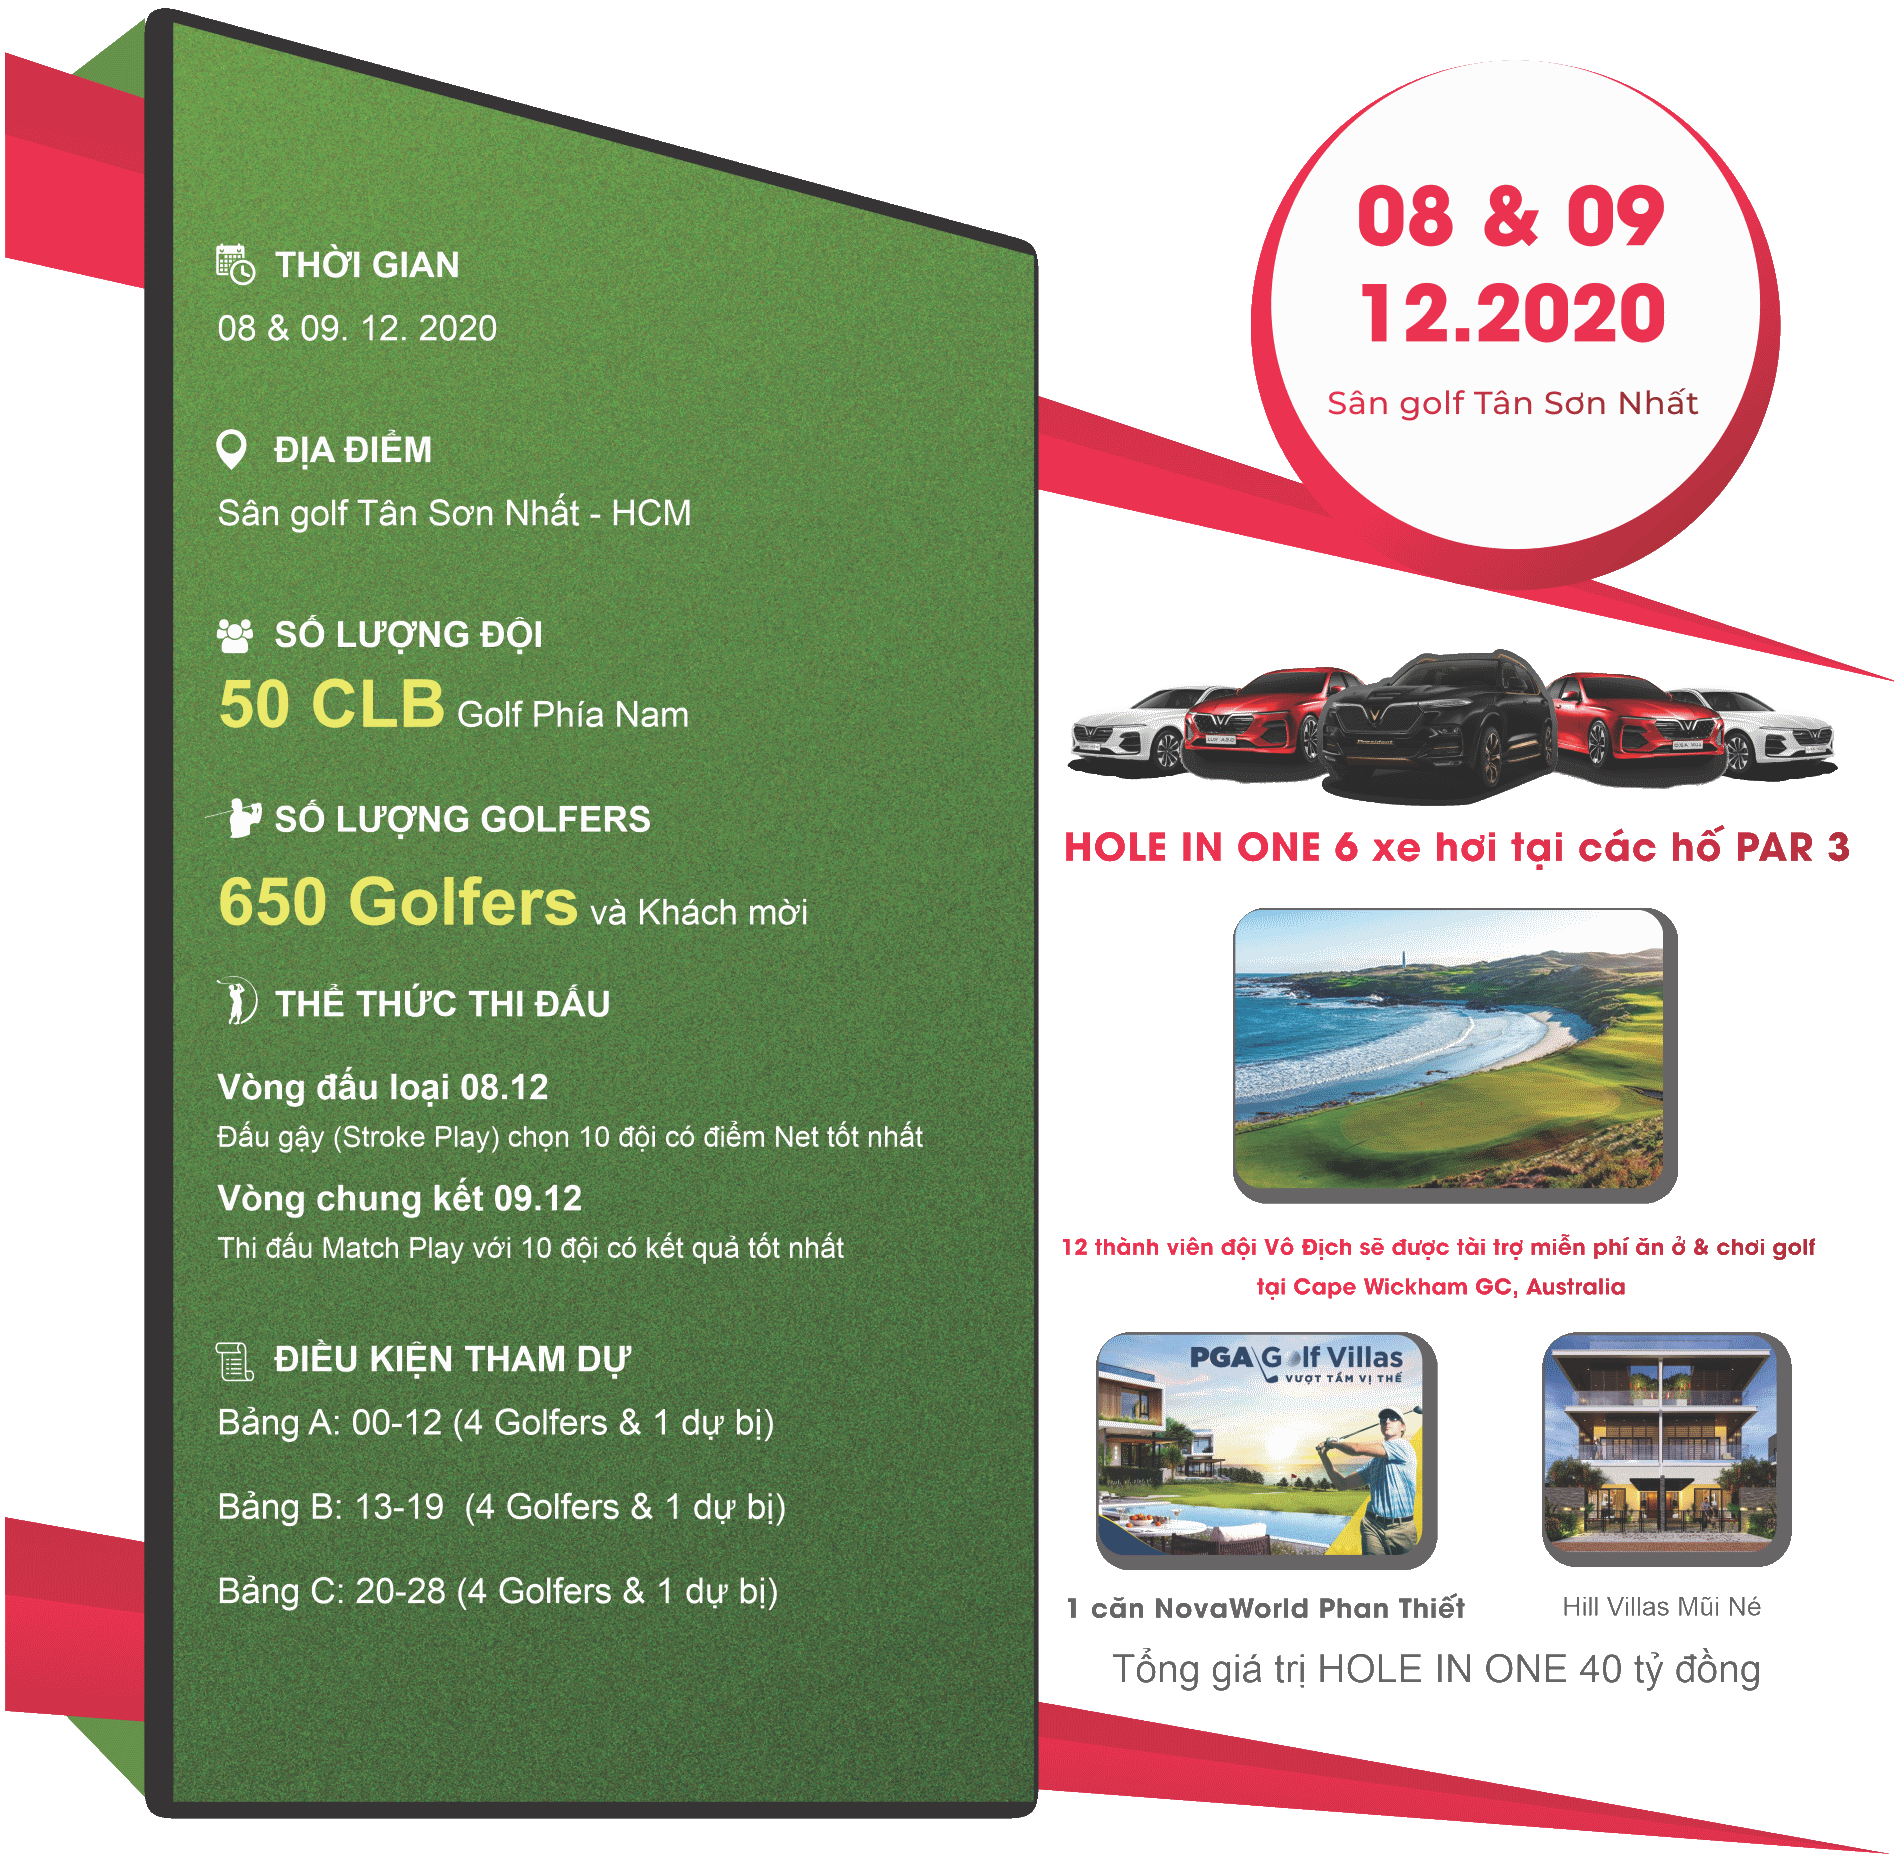 THỜI GIAN
08 & 09. 12. 2020
ĐỊA ĐIỂM
Sân golf Tân Sơn Nhất - HCM
SỐ LƯỢNG ĐỘI
50 CLB Golf Phía Nam
SỐ LƯỢNG GOLFERS
650 Golfers và Khách mời
THỂ THỨC THI ĐẤU
Vòng đấu loại 08.12
Đấu gậy (Stroke Play) chọn 10 đội có điểm Net tốt nhất
Vòng chung kết 09.12
Thi đấu Match Play với 10 đội có kết quả tốt nhất
ĐIỀU KIỆN THAM DỰ
Bảng A: 00-12 (4 Golfers & 1 dự bị)
Bảng B: 13-19 (4 Golfers & 1 dự bị)
Bảng C: 20-28 (4 Golfers & 1 dự bị)
08 & 09
12.2020
Sân golf Tân Sơn Nhất
President
HOLE IN ONE 6 xe hơi tại các hố PAR 3
12 thành viên đội Vô Địch sẽ được tài trợ miễn phí ăn ở & chơi golf
tại Cape Wickham GC, Australia
PGA Golf Villas
VƯỢT TẦM VỊ THẾ
1 căn NovaWorld Phan Thiết
Hill Villas Mũi Né
Tổng giá trị HOLE IN ONE 40 tỷ đồng